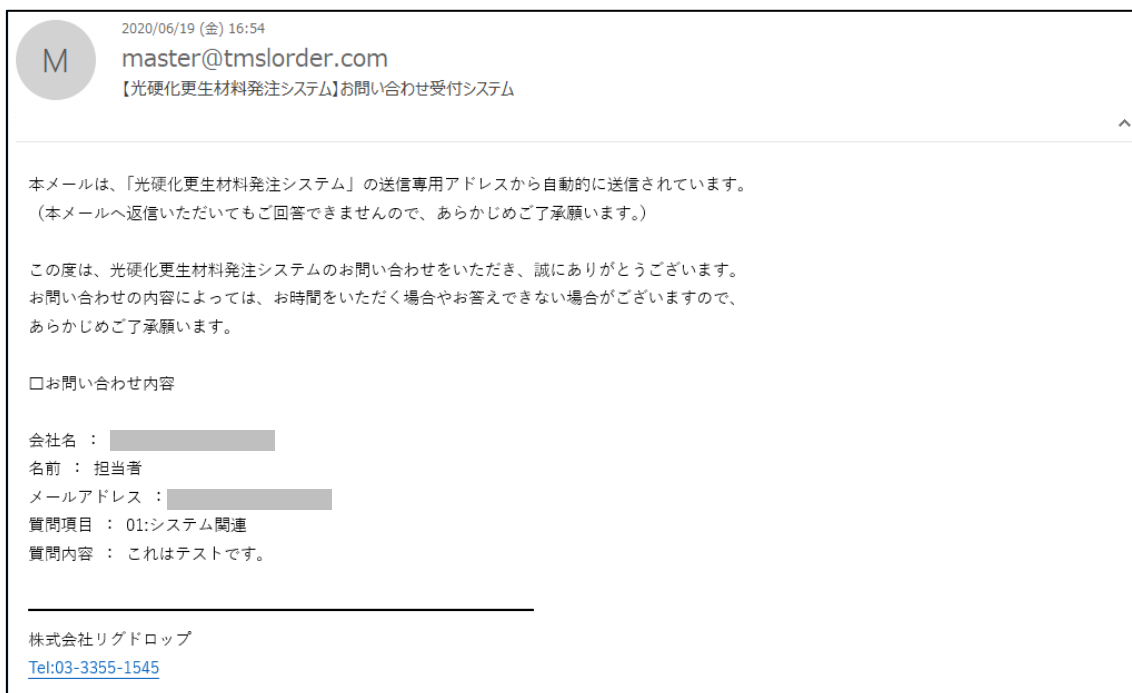 2020/06/19 (金) 16:54
M
master@tmslorder.com
【光硬化更生材料発注システム】お問い合わせ受付システム
本メールは、「光硬化更生材料発注システム」の送信専用アドレスから自動的に送信されています。
（本メールへ返信いただいてもご回答できませんので、あらかじめご了承願います。）
この度は、光硬化更生材料発注システムのお問い合わせをいただき、誠にありがとうございます。
お問い合わせの内容によっては、お時間をいただく場合やお答えできない場合がございますので、
あらかじめご了承願います。
□お問い合わせ内容
会社名 ：
名前 ： 担当者
メールアドレス ：
質問項目 ： 01:システム関連
質問内容 ： これはテストです。
株式会社リグドロップ
Tel:03-3355-1545